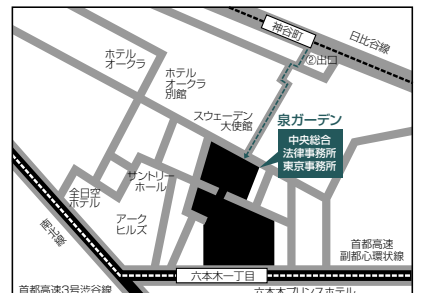 神谷町
日比谷線
②出口
ホテル
オークラ
ホテル
オークラ
別館
スウェーデン
大使館
泉ガーデン
中央総合
法律事務所
東京事務所
サントリー
ホール
全日空
ホテル
アーク
ヒルズ
南北線
首都高速
副都心環状線
六本木一丁目
首都高速3号渋谷線
六本木プリンスホテル